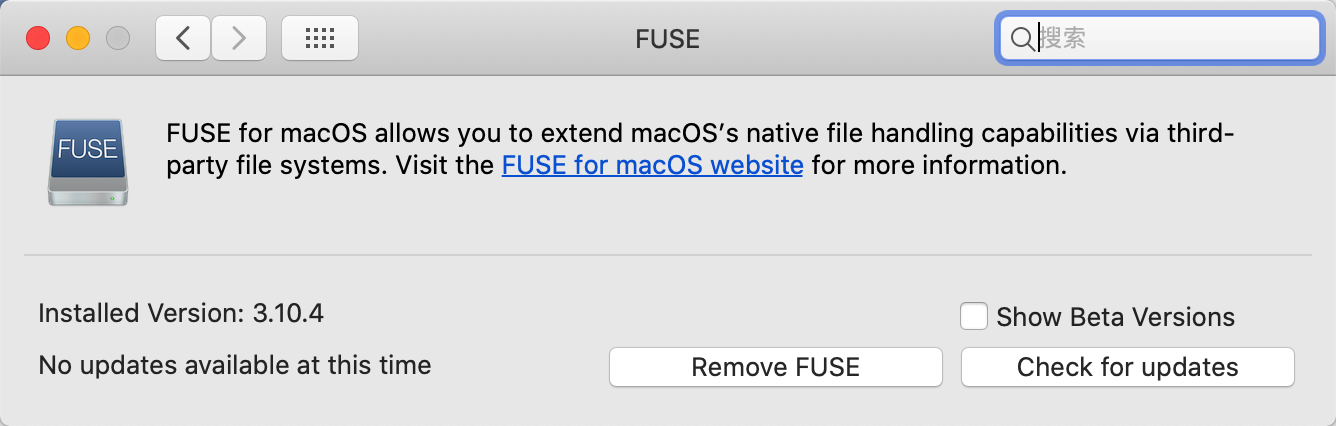 FUSE
搜索
FUSE
FUSE for macOS allows you to extend macOS's native file handling capabilities via third-
party file systems. Visit the FUSE for macOS website for more information.
Installed Version: 3.10.4
Show Beta Versions
No updates available at this time
Remove FUSE
Check for updates